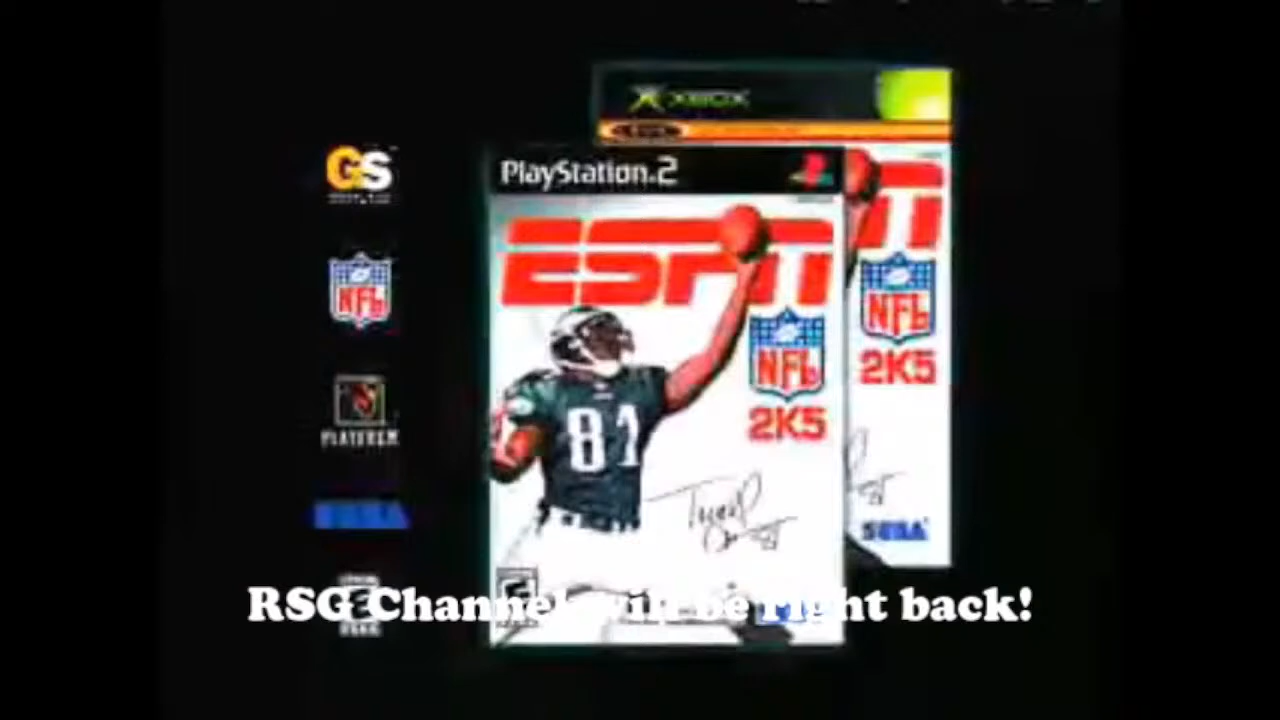 XBOX
PlayStation.2
ESPN
NFL
2K5
NFL
2K5
GS
NFL
PLAYERS
SEGA
81
SEGA
E
E
RSG Channel will be right back!